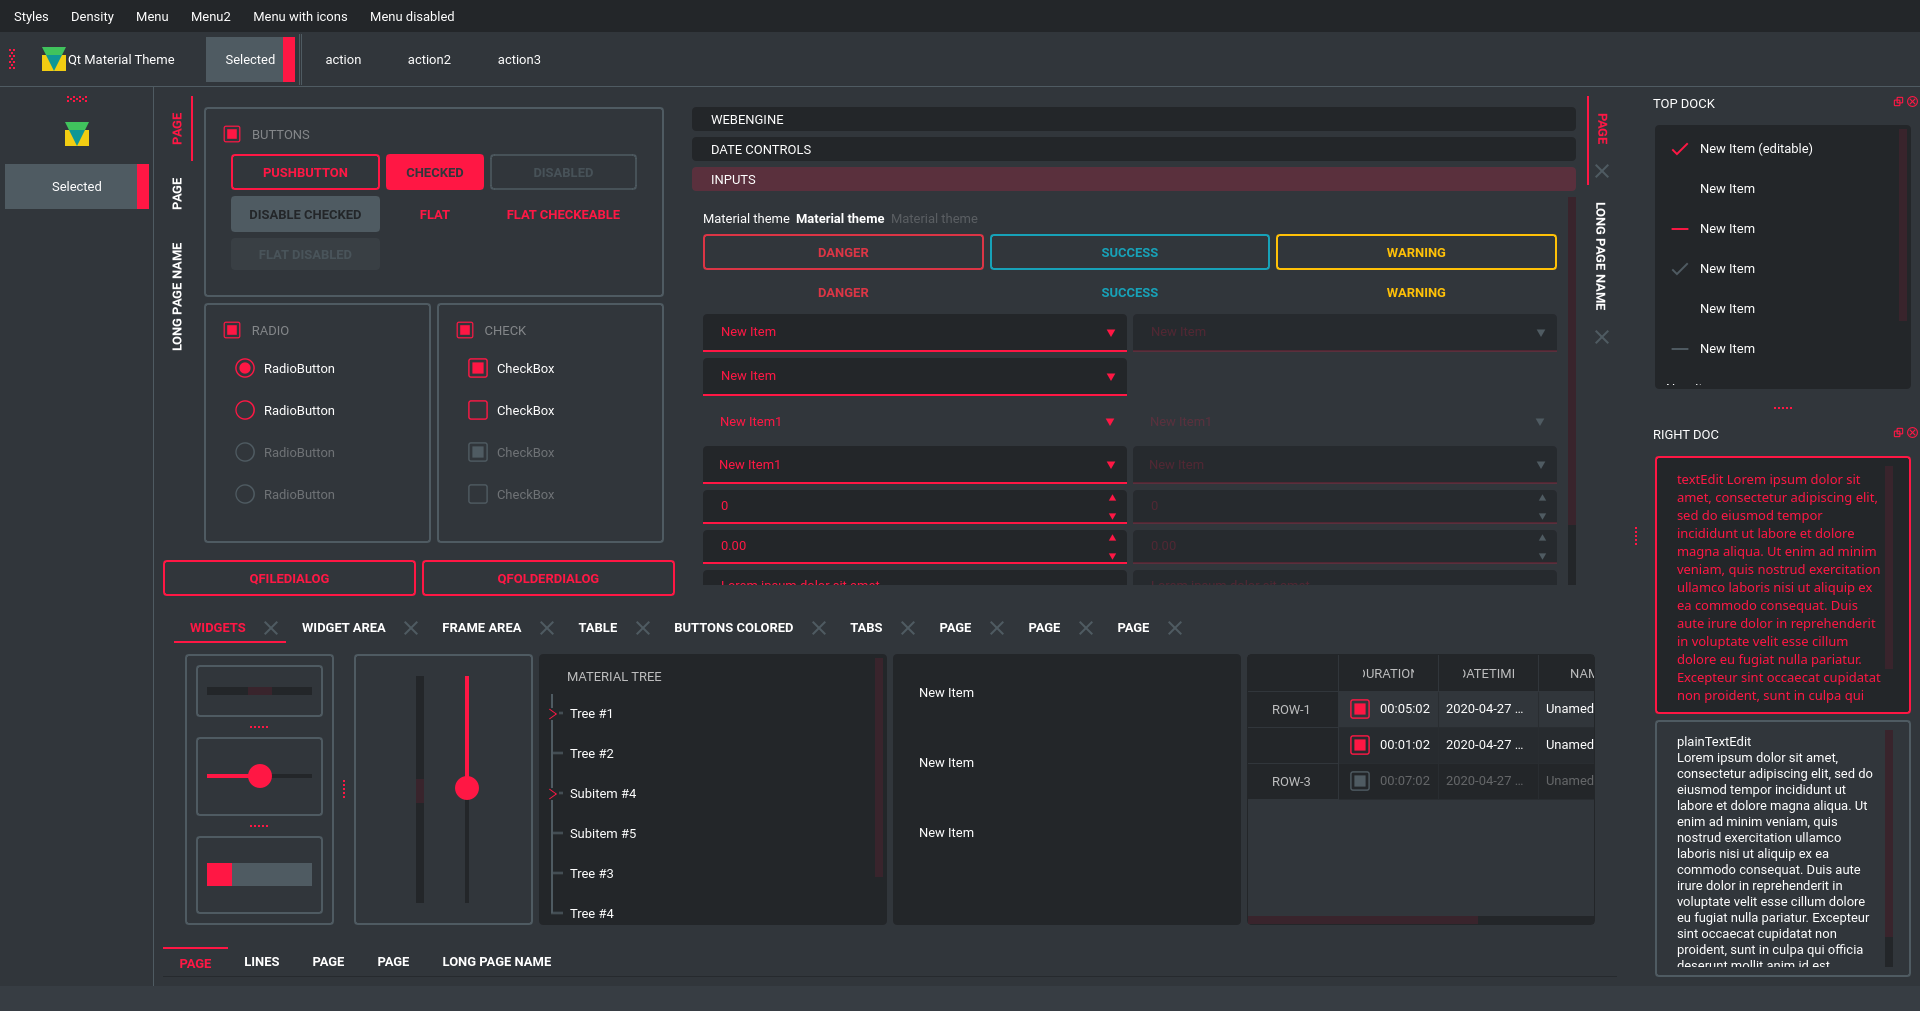 Styles Density Menu Menu2 Menu with icons Menu disabled
Qt Material Theme Selected action action2 action3
Selected
PAGE
PAGE
LONG PAGE NAME
BUTTONS
PUSHBUTTON CHECKED DISABLED
DISABLE CHECKED FLAT FLAT CHECKEABLE
FLAT DISABLED
RADIO
RadioButton
RadioButton
RadioButton
RadioButton
CHECK
CheckBox
CheckBox
CheckBox
CheckBox
QFILEDIALOG QFOLDERDIALOG
WEBENGINE
DATE CONTROLS
INPUTS
Material theme Material theme Material theme
DANGER SUCCESS WARNING
DANGER SUCCESS WARNING
New Item New Item
New Item
New Item1 New Item1
New Item1 New Item
0 0
0.00 0.00
Lorem ipsum dolor sit amet Lorem ipsum dolor sit amet
PAGE
LONG PAGE NAME
TOP DOCK
New Item (editable)
New Item
New Item
New Item
New Item
New Item
RIGHT DOC
textEdit Lorem ipsum dolor sit
amet, consectetur adipiscing elit,
sed do eiusmod tempor
incididunt ut labore et dolore
magna aliqua. Ut enim ad minim
veniam, quis nostrud exercitation
ullamco laboris nisi ut aliquip ex
ea commodo consequat. Duis
aute irure dolor in reprehenderit
in voluptate velit esse cillum
dolore eu fugiat nulla pariatur.
Excepteur sint occaecat cupidatat
non proident, sunt in culpa qui
plainTextEdit
Lorem ipsum dolor sit amet,
consectetur adipiscing elit, sed do
eiusmod tempor incididunt ut
labore et dolore magna aliqua. Ut
enim ad minim veniam, quis
nostrud exercitation ullamco
laboris nisi ut aliquip ex ea
commodo consequat. Duis aute
irure dolor in reprehenderit in
voluptate velit esse cillum dolore
eu fugiat nulla pariatur. Excepteur
sint occaecat cupidatat non
proident, sunt in culpa qui officia
deserunt mollit anim id est
WIDGETS WIDGET AREA FRAME AREA TABLE BUTTONS COLORED TABS PAGE PAGE PAGE
MATERIAL TREE
Tree #1
Tree #2
Subitem #4
Subitem #5
Tree #3
Tree #4
New Item
New Item
New Item
URATION ATETIM NAM
ROW-1 00:05:02 2020-04-27 ... Unamed
00:01:02 2020-04-27 ... Unamed
ROW-3 00:07:02 2020-04-27 ... Unamed
PAGE LINES PAGE PAGE LONG PAGE NAME